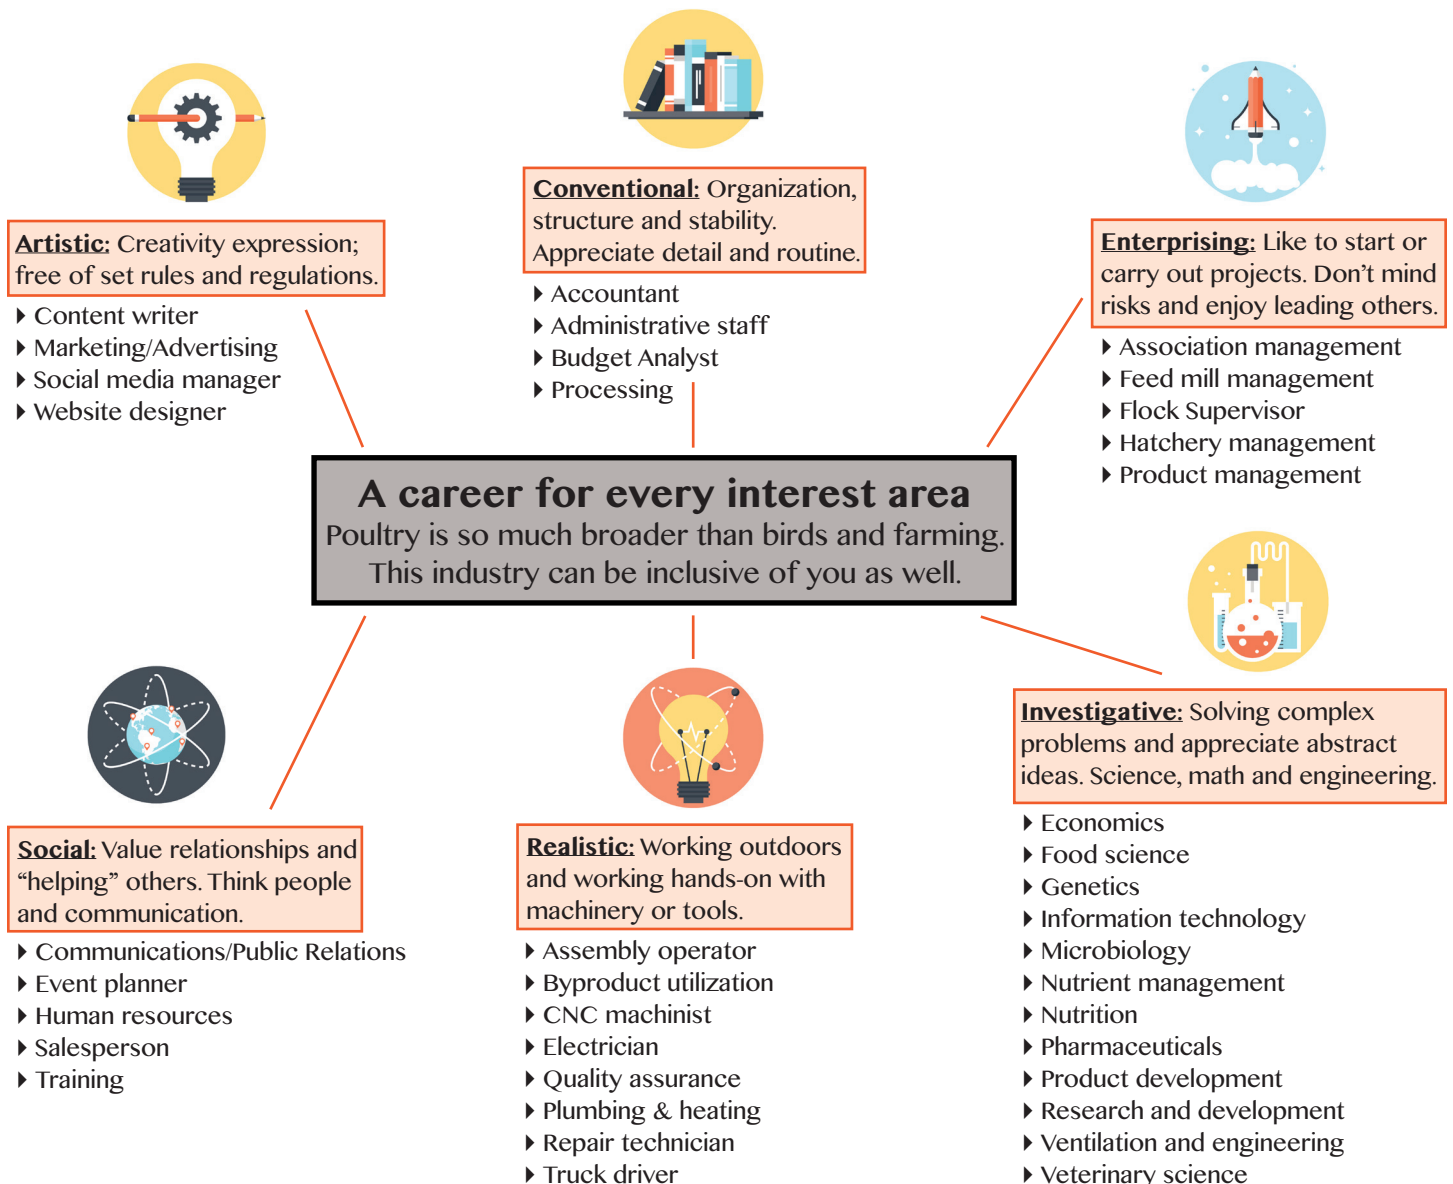 Artistic: Creativity expression;
free of set rules and regulations.
‣ Content writer
‣ Marketing/Advertising
‣ Social media manager
‣ Website designer
Conventional: Organization,
structure and stability.
Appreciate detail and routine.
‣ Accountant
‣ Administrative staff
‣ Budget Analyst
‣ Processing
Enterprising: Like to start or
carry out projects. Don’t mind
risks and enjoy leading others.
‣ Association management
‣ Feed mill management
‣ Flock Supervisor
‣ Hatchery management
‣ Product management
A career for every interest area
Poultry is so much broader than birds and farming.
This industry can be inclusive of you as well.
Social: Value relationships and
“helping” others. Think people
and communication.
‣ Communications/Public Relations
‣ Event planner
‣ Human resources
‣ Salesperson
‣ Training
Realistic: Working outdoors
and working hands-on with
machinery or tools.
‣ Assembly operator
‣ Byproduct utilization
‣ CNC machinist
‣ Electrician
‣ Quality assurance
‣ Plumbing & heating
‣ Repair technician
‣ Truck driver
Investigative: Solving complex
problems and appreciate abstract
ideas. Science, math and engineering.
‣ Economics
‣ Food science
‣ Genetics
‣ Information technology
‣ Microbiology
‣ Nutrient management
‣ Nutrition
‣ Pharmaceuticals
‣ Product development
‣ Research and development
‣ Ventilation and engineering
‣ Veterinary science